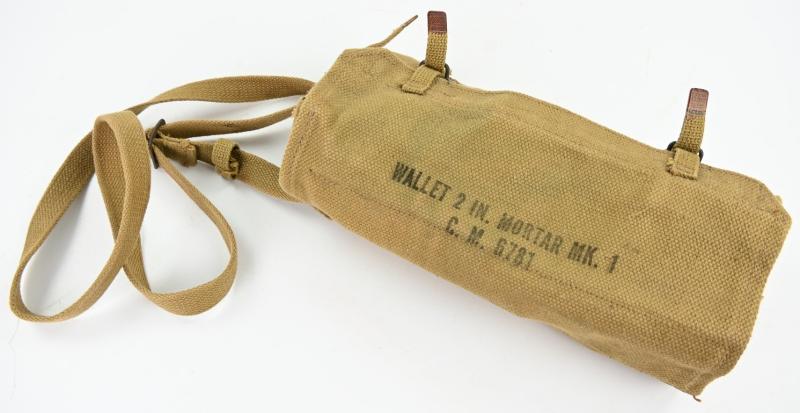 WALLET 2 IN. MORTAR MK. 1
C. M. 6781